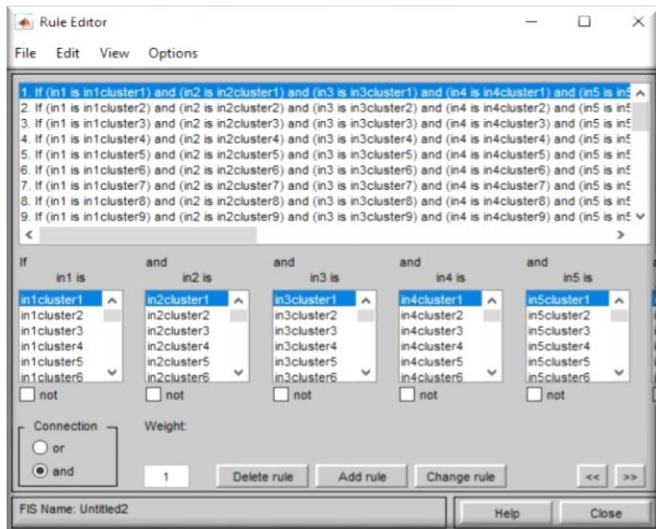 Rule Editor
File Edit View Options
1. If (in1 is in1cluster1) and (in2 is in2cluster1) and (in3 is in3cluster1) and (in4 is in4cluster1) and (in5 is in5
2. If (in1 is in1cluster2) and (in2 is in2cluster2) and (in3 is in3cluster2) and (in4 is in4cluster2) and (in5 is in5
3. If (in1 is in1cluster3) and (in2 is in2cluster3) and (in3 is in3cluster3) and (in4 is in4cluster3) and (in5 is in5
4. If (in1 is in1cluster4) and (in2 is in2cluster4) and (in3 is in3cluster4) and (in4 is in4cluster4) and (in5 is in5
5. If (in1 is in1cluster5) and (in2 is in2cluster5) and (in3 is in3cluster5) and (in4 is in4cluster5) and (in5 is in5
6. If (in1 is in1cluster6) and (in2 is in2cluster6) and (in3 is in3cluster6) and (in4 is in4cluster6) and (in5 is in5
7. If (in1 is in1cluster7) and (in2 is in2cluster7) and (in3 is in3cluster7) and (in4 is in4cluster7) and (in5 is in5
8. If (in1 is in1cluster8) and (in2 is in2cluster8) and (in3 is in3cluster8) and (in4 is in4cluster8) and (in5 is in5
9. If (in1 is in1cluster9) and (in2 is in2cluster9) and (in3 is in3cluster9) and (in4 is in4cluster9) and (in5 is in5
If and and and and
in1 is in2 is in3 is in4 is in5 is
in1cluster1 in2cluster1 in3cluster1 in4cluster1 in5cluster1
in1cluster2 in2cluster2 in3cluster2 in4cluster2 in5cluster2
in1cluster3 in2cluster3 in3cluster3 in4cluster3 in5cluster3
in1cluster4 in2cluster4 in3cluster4 in4cluster4 in5cluster4
in1cluster5 in2cluster5 in3cluster5 in4cluster5 in5cluster5
in1cluster6 in2cluster6 in3cluster6 in4cluster6 in5cluster6
not not not not not
Connection Weight:
or
and 1 Delete rule Add rule Change rule << >>
FIS Name: Untitled2 Help Close